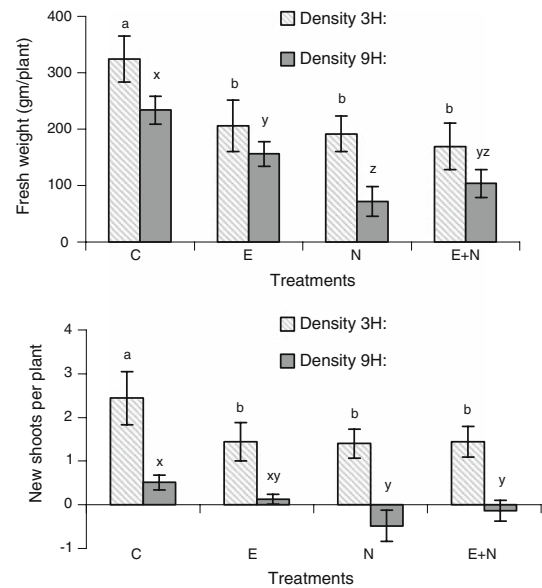 400
300
200
100
0
Fresh weight (gm/plant)
Density 3H:
Density 9H:
a
x
b
y
b
z
b
yz
C E N E+N
Treatments
4
3
2
1
0
-1
New shoots per plant
Density 3H:
Density 9H:
a
x
b
xy
b
y
b
y
C E N E+N
Treatments